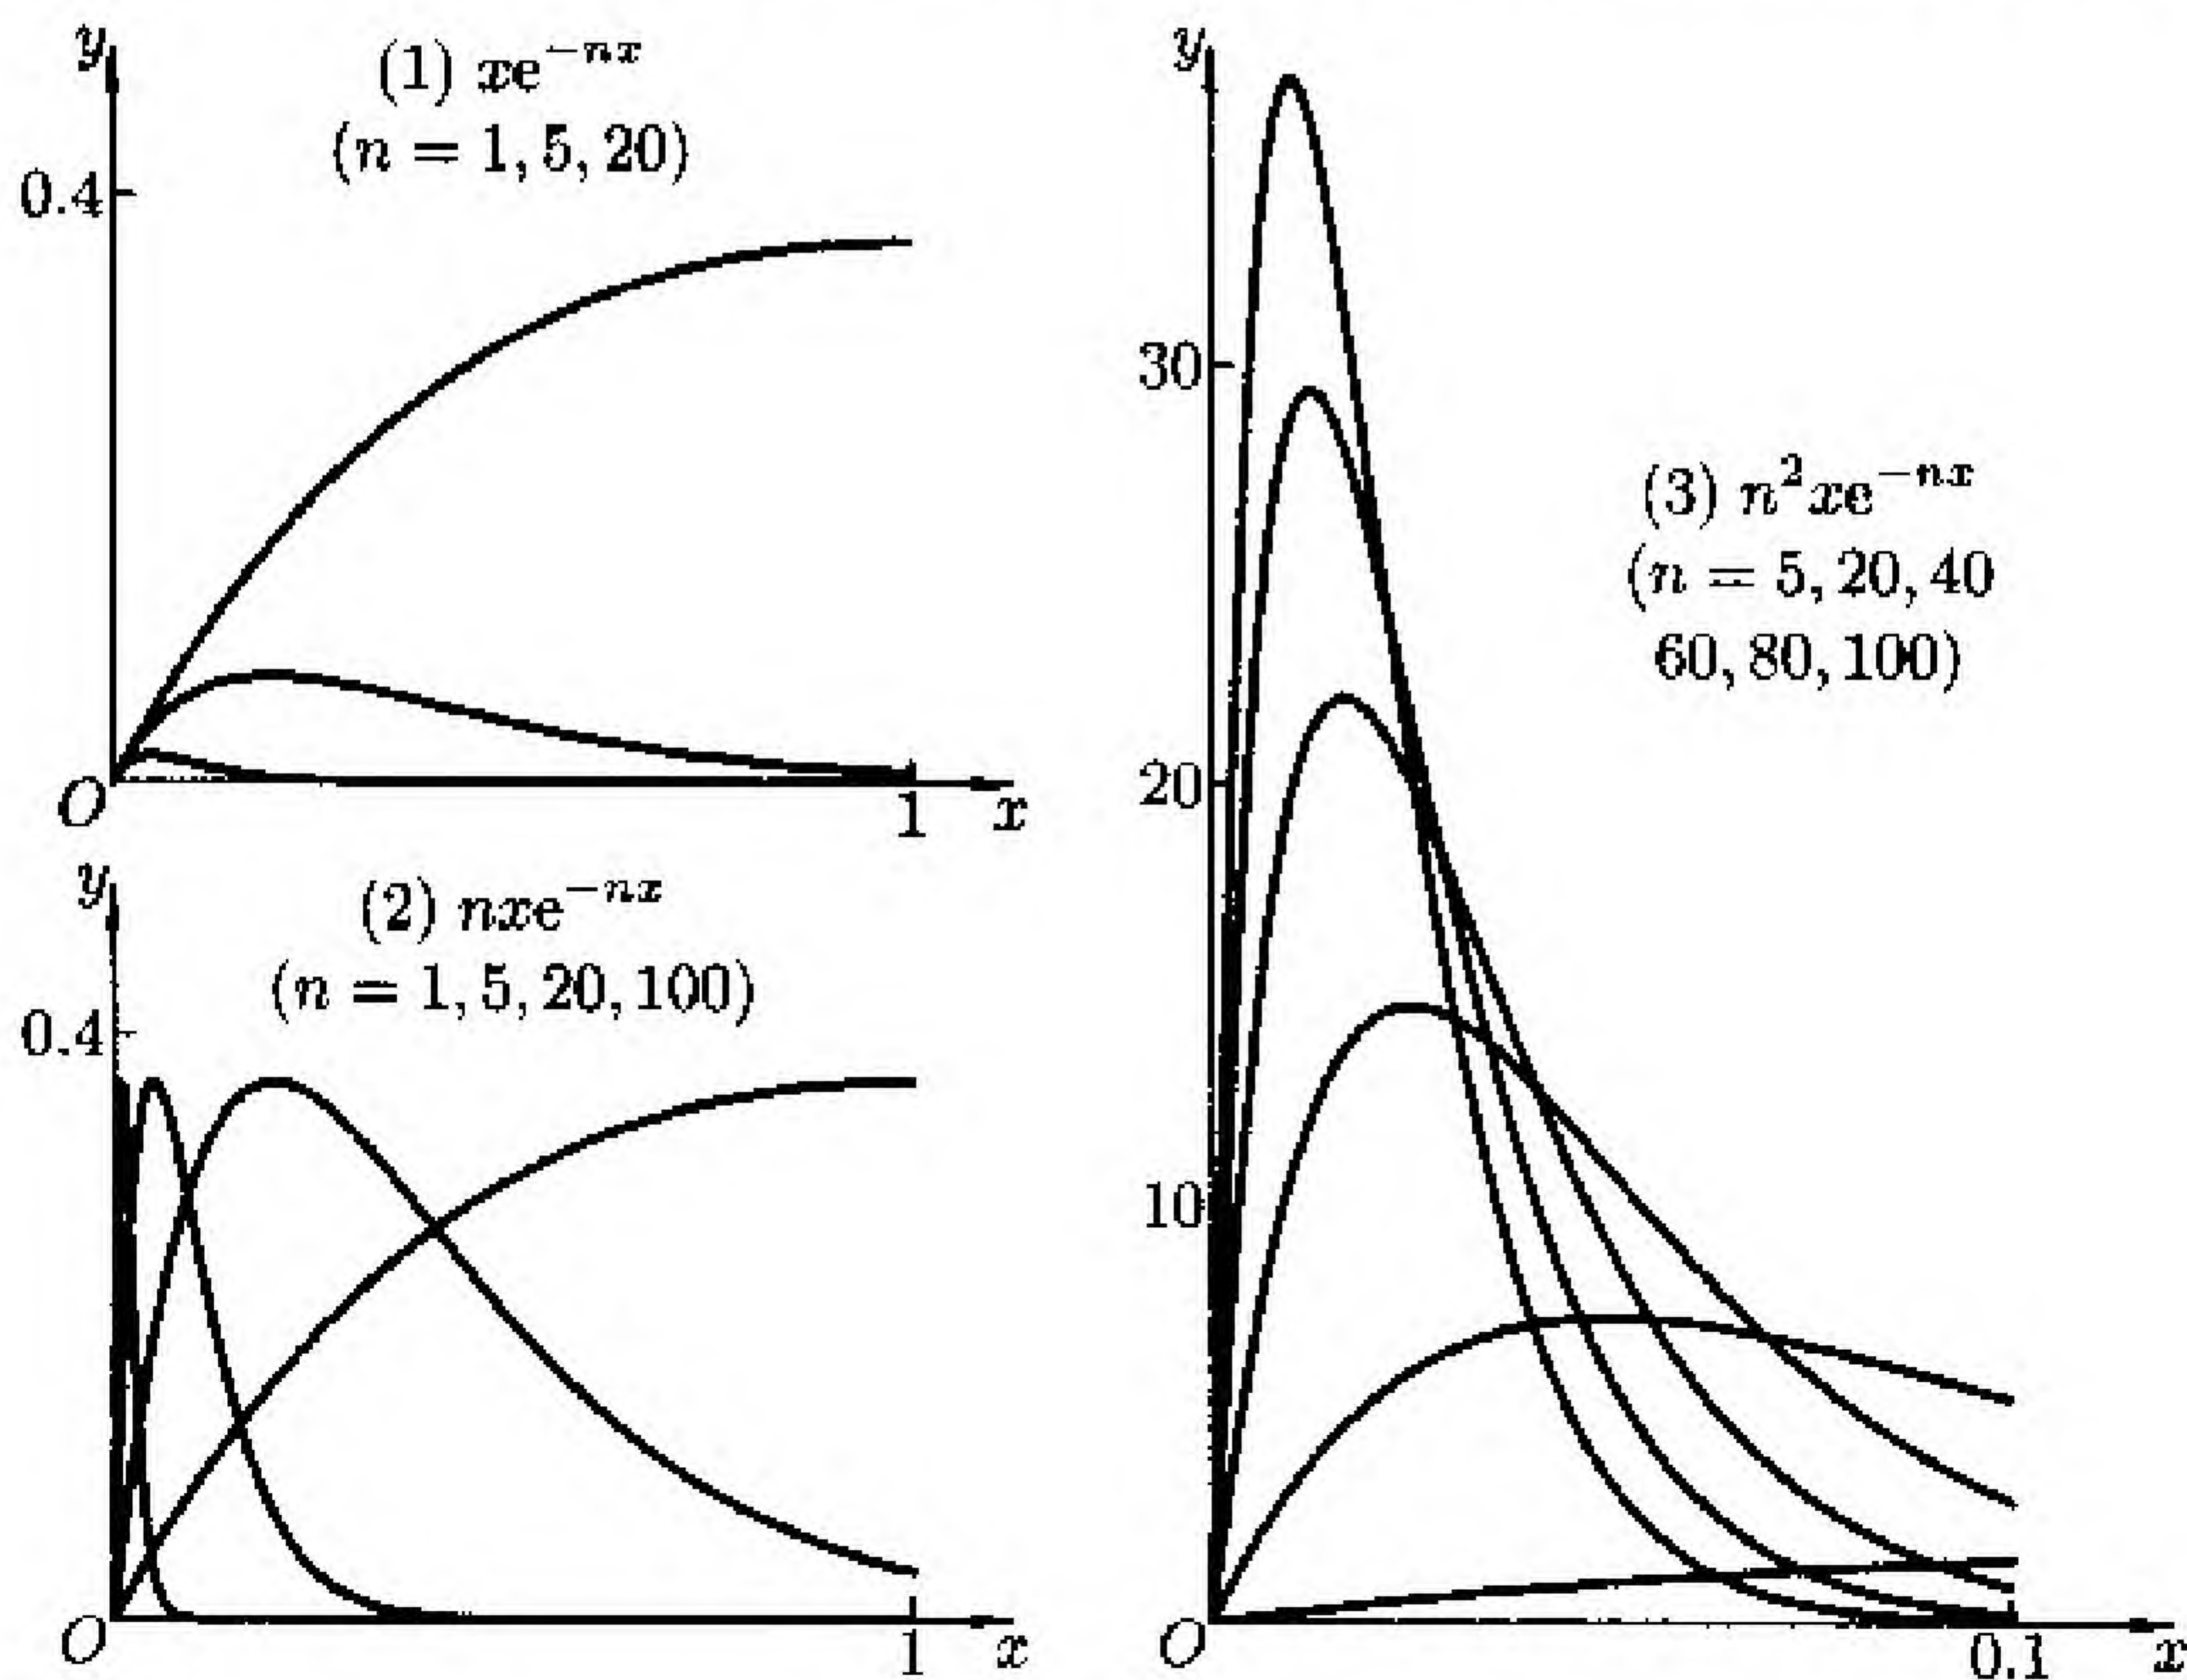 y
(1) xe^{-nx}
(n = 1, 5, 20)
0.4
O
1
x
y
(2) nxe^{-nx}
(n = 1, 5, 20, 100)
0.4
O
1
x
y
30
(3) n^2xe^{-nx}
(n = 5, 20, 40
60, 80, 100)
20
10
O
0.1
x